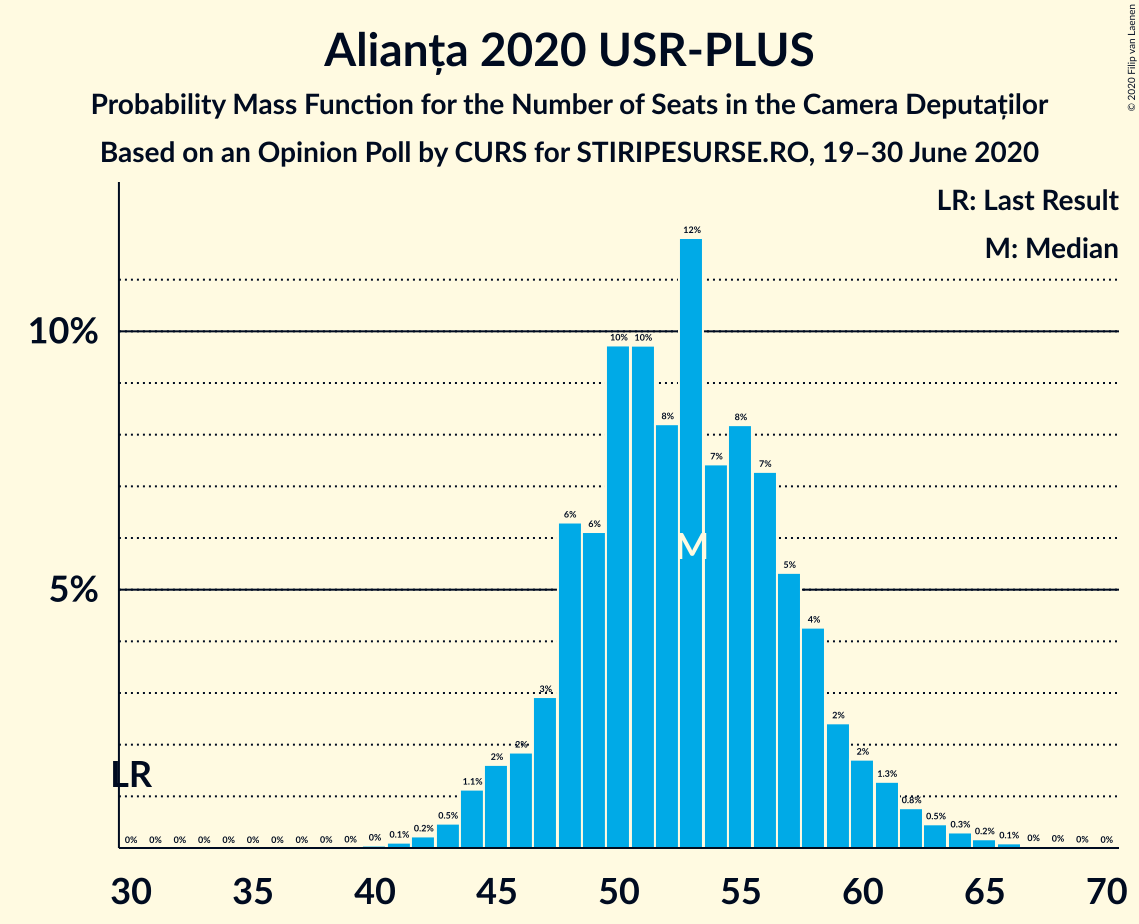 Alianța 2020 USR-PLUS
Probability Mass Function for the Number of Seats in the Camera Deputaților
Based on an Opinion Poll by CURS for STIRIPESURSE.RO, 19–30 June 2020
© 2020 Filip van Laenen
LR: Last Result
M: Median
10%
5%
LR
M
0% 0% 0% 0% 0% 0% 0% 0% 0% 0% 0% 0.1% 0.2% 0.5% 1.1% 2% 2% 3% 6% 6% 10% 10% 8% 12% 7% 8% 7% 5% 4% 2% 2% 1.3% 0.8% 0.5% 0.3% 0.2% 0.1% 0% 0% 0% 0%
30 35 40 45 50 55 60 65 70